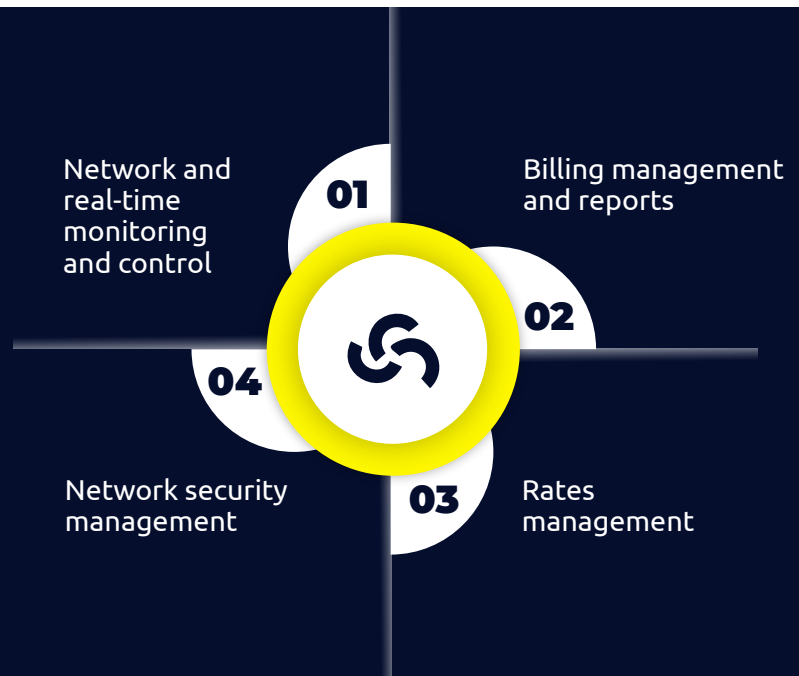 01
Network and
real-time
monitoring
and control
02
Billing management
and reports
03
Rates
management
04
Network security
management